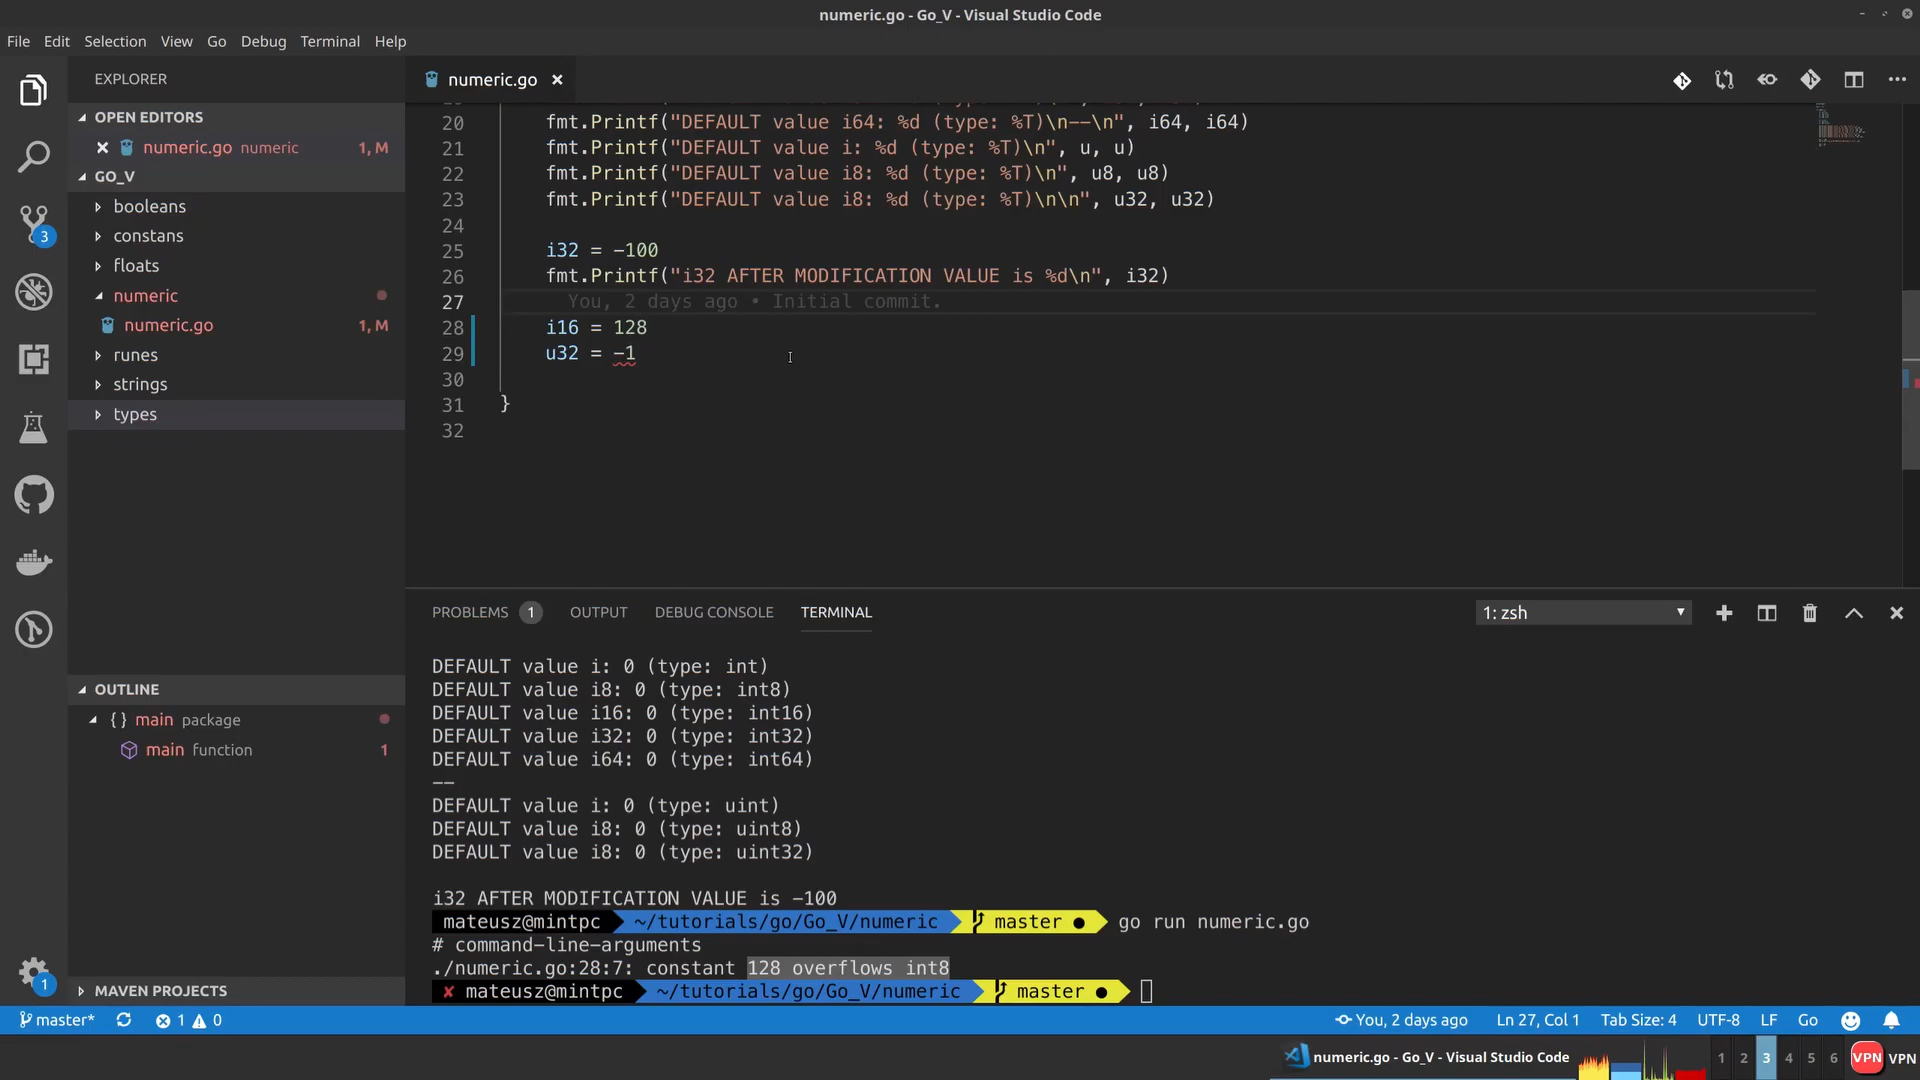 numeric.go - Go_V - Visual Studio Code
File Edit Selection View Go Debug Terminal Help
EXPLORER
numeric.go
OPEN EDITORS
numeric.go numeric 1, M
GO_V
booleans
constans
floats
numeric
numeric.go 1, M
runes
strings
types
3
20 fmt.Printf("DEFAULT value i64: %d (type: %T)\n--\n", i64, i64)
21 fmt.Printf("DEFAULT value i: %d (type: %T)\n", u, u)
22 fmt.Printf("DEFAULT value i8: %d (type: %T)\n", u8, u8)
23 fmt.Printf("DEFAULT value i8: %d (type: %T)\n\n", u32, u32)
24
25 i32 = -100
26 fmt.Printf("i32 AFTER MODIFICATION VALUE is %d\n", i32)
27 You, 2 days ago • Initial commit.
28 i16 = 128
29 u32 = -1
30
31 }
32
OUTLINE
{} main package
main function 1
MAVEN PROJECTS
1
PROBLEMS 1 OUTPUT DEBUG CONSOLE TERMINAL 1: zsh
DEFAULT value i: 0 (type: int)
DEFAULT value i8: 0 (type: int8)
DEFAULT value i16: 0 (type: int16)
DEFAULT value i32: 0 (type: int32)
DEFAULT value i64: 0 (type: int64)
--
DEFAULT value i: 0 (type: uint)
DEFAULT value i8: 0 (type: uint8)
DEFAULT value i8: 0 (type: uint32)
i32 AFTER MODIFICATION VALUE is -100
mateusz@mintpc ~/tutorials/go/Go_V/numeric master ● go run numeric.go
# command-line-arguments
./numeric.go:28:7: constant 128 overflows int8
✘ mateusz@mintpc ~/tutorials/go/Go_V/numeric master ●
master* 1 0 You, 2 days ago Ln 27, Col 1 Tab Size: 4 UTF-8 LF Go
numeric.go - Go_V - Visual Studio Code 1 2 3 4 5 6 VPN VPN